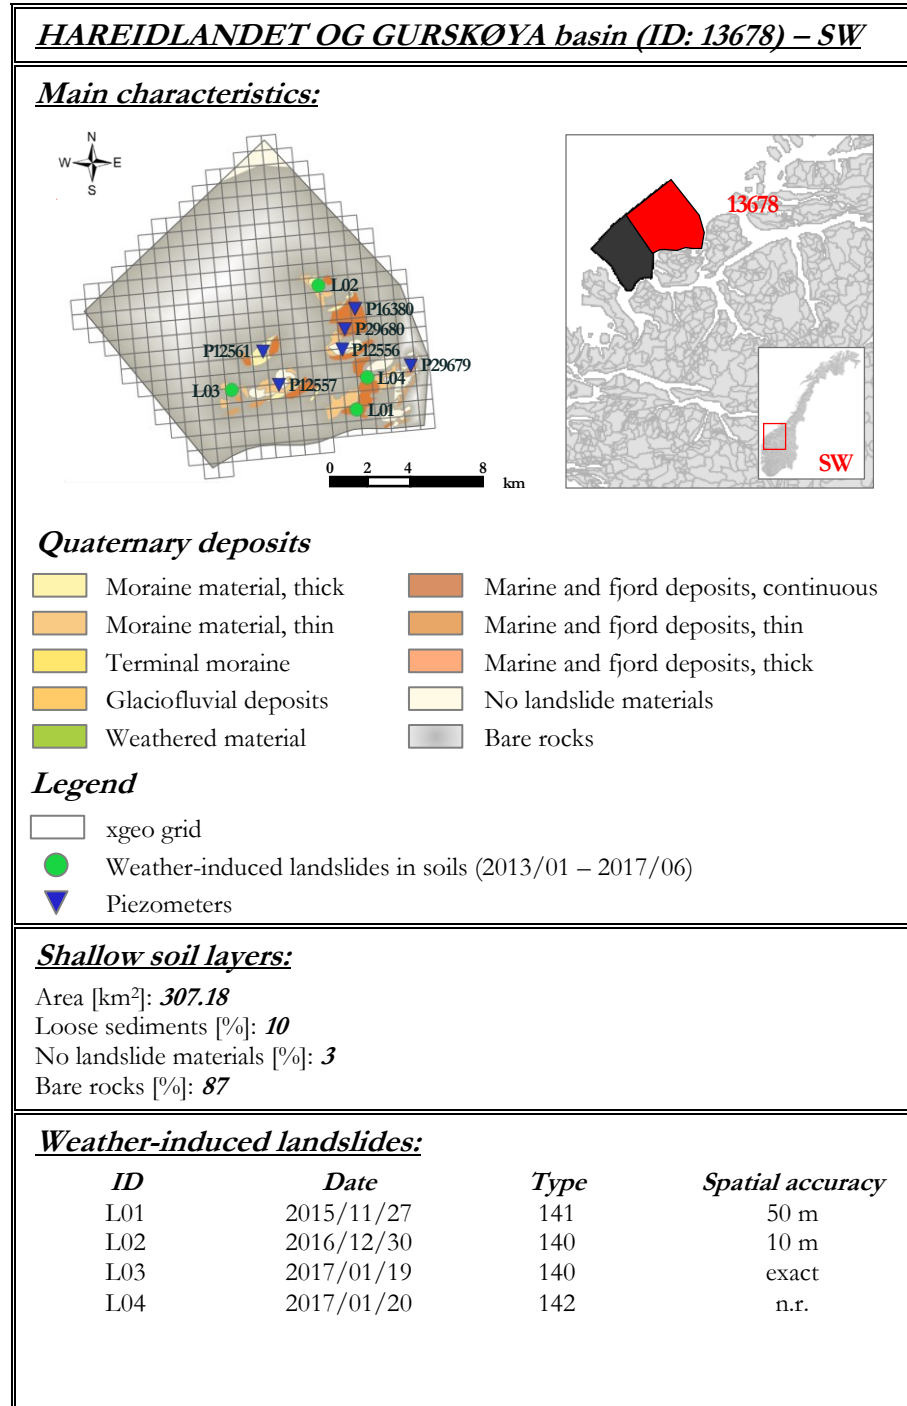 HAREIDLANDET OG GURSKØYA basin (ID: 13678) – SW
Main characteristics:
N
W E
S
L02
P16380
P29680
P12561
P12556
P29679
L03
P12557
L04
L01
0 2 4 8
km
13678
SW
Quaternary deposits
Moraine material, thick
Marine and fjord deposits, continuous
Moraine material, thin
Marine and fjord deposits, thin
Terminal moraine
Marine and fjord deposits, thick
Glaciofluvial deposits
No landslide materials
Weathered material
Bare rocks
Legend
xgeo grid
Weather-induced landslides in soils (2013/01 – 2017/06)
Piezometers
Shallow soil layers:
Area [km²]: 307.18
Loose sediments [%]: 10
No landslide materials [%]: 3
Bare rocks [%]: 87
Weather-induced landslides:
ID Date Type Spatial accuracy
L01 2015/11/27 141 50 m
L02 2016/12/30 140 10 m
L03 2017/01/19 140 exact
L04 2017/01/20 142 n.r.